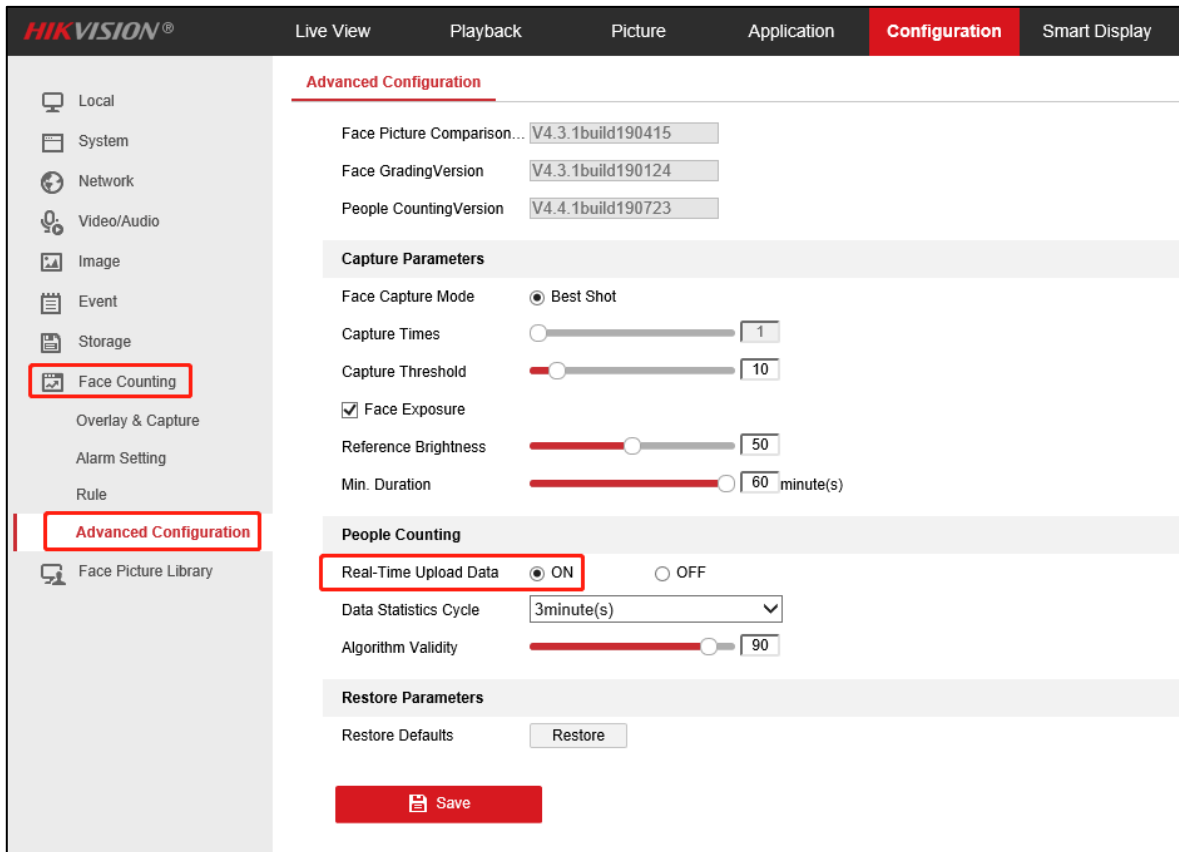 HIKVISION®
Live View Playback Picture Application Configuration Smart Display
Local
System
Network
Video/Audio
Image
Event
Storage
Face Counting
Overlay & Capture
Alarm Setting
Rule
Advanced Configuration
Face Picture Library
Advanced Configuration
Face Picture Comparison... V4.3.1build190415
Face GradingVersion V4.3.1build190124
People CountingVersion V4.4.1build190723
Capture Parameters
Face Capture Mode Best Shot
Capture Times 1
Capture Threshold 10
Face Exposure
Reference Brightness 50
Min. Duration 60 minute(s)
People Counting
Real-Time Upload Data ON OFF
Data Statistics Cycle 3minute(s)
Algorithm Validity 90
Restore Parameters
Restore Defaults Restore
Save